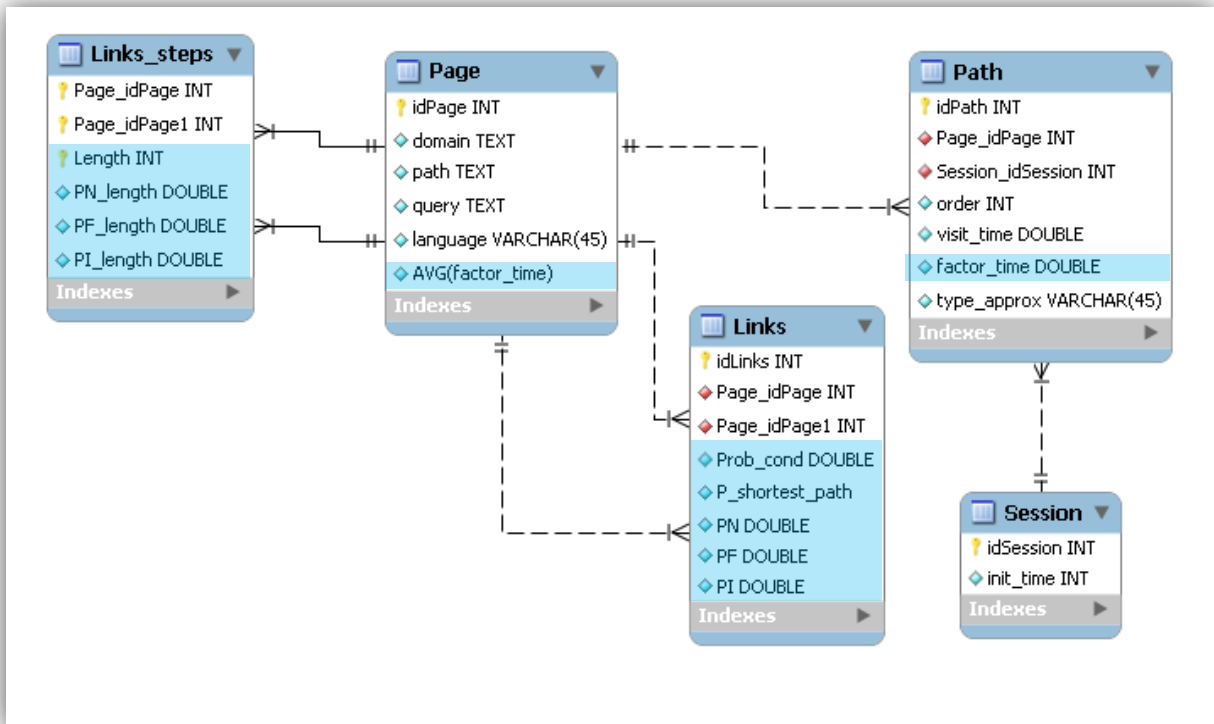 Links_steps
Page_idPage INT
Page_idPage1 INT
Length INT
PN_length DOUBLE
PF_length DOUBLE
PI_length DOUBLE
Indexes
Page
idPage INT
domain TEXT
path TEXT
query TEXT
language VARCHAR(45)
AVG(factor_time)
Indexes
Path
idPath INT
Page_idPage INT
Session_idSession INT
order INT
visit_time DOUBLE
factor_time DOUBLE
type_approx VARCHAR(45)
Indexes
Links
idLinks INT
Page_idPage INT
Page_idPage1 INT
Prob_cond DOUBLE
P_shortest_path
PN DOUBLE
PF DOUBLE
PI DOUBLE
Indexes
Session
idSession INT
init_time INT
Indexes